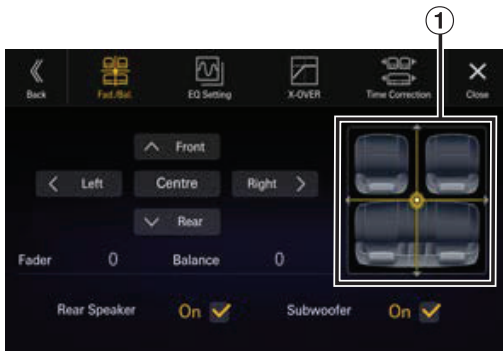 1
Back Fad./Bal. EQ Setting X-OVER Time Correction Close
Front
Left Centre Right
Rear
Fader 0 Balance 0
Rear Speaker On Subwoofer On